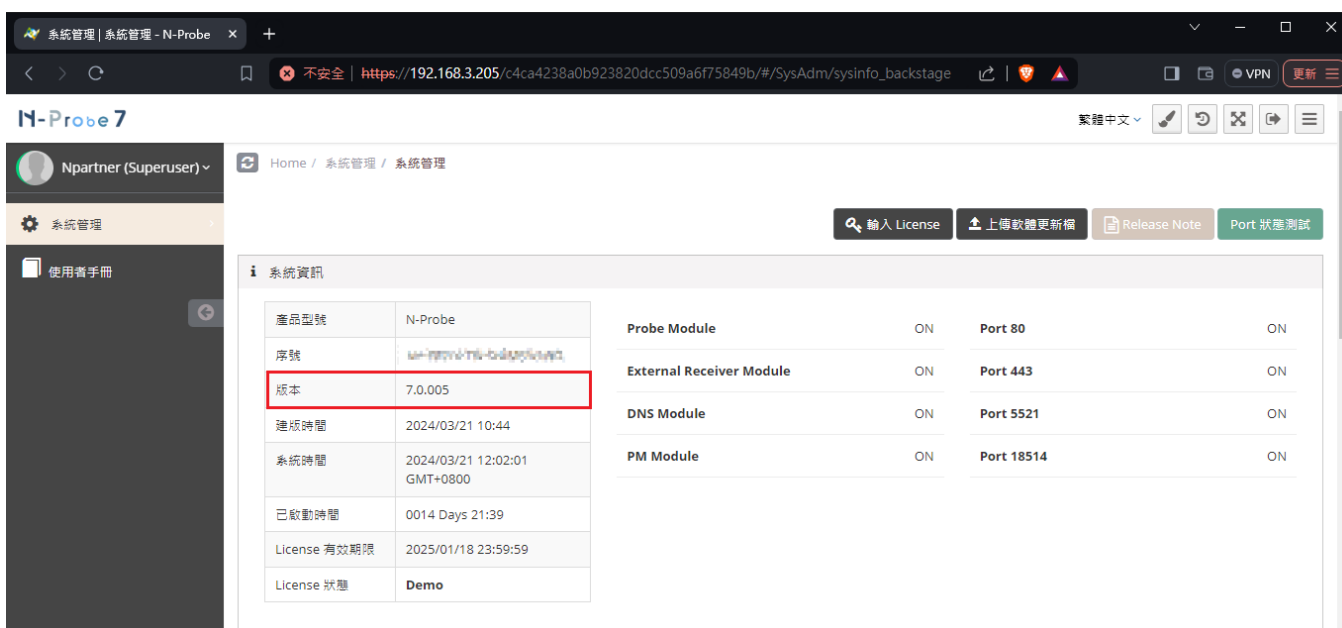 系統管理 | 系統管理 - N-Probe
不安全 | https://192.168.3.205/c4ca4238a0b923820dcc509a6f75849b/#/SysAdm/sysinfo_backstage
VPN
更新
N-Probe 7
繁體中文
Npartner (Superuser)
Home / 系統管理 / 系統管理
系統管理
使用者手冊
輸入 License
上傳軟體更新檔
Release Note
Port 狀態測試
系統資訊
產品型號 N-Probe
序號
版本 7.0.005
建版時間 2024/03/21 10:44
系統時間 2024/03/21 12:02:01
GMT+0800
已啟動時間 0014 Days 21:39
License 有效期限 2025/01/18 23:59:59
License 狀態 Demo
Probe Module ON
External Receiver Module ON
DNS Module ON
PM Module ON
Port 80 ON
Port 443 ON
Port 5521 ON
Port 18514 ON